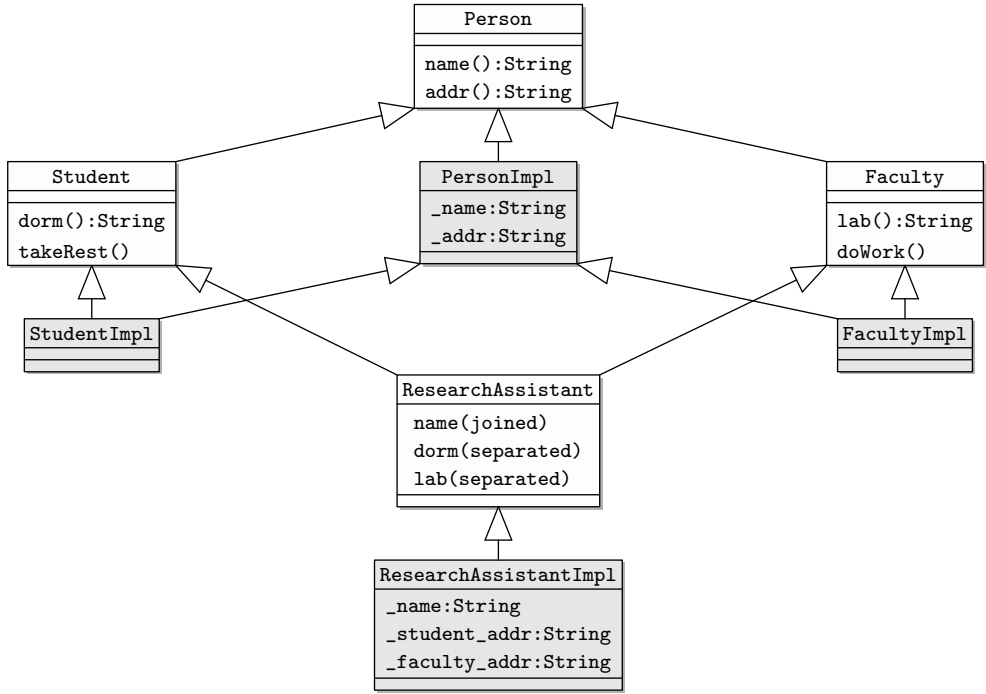 Person
name():String
addr():String
Student
dorm():String
takeRest()
PersonImpl
_name:String
_addr:String
Faculty
lab():String
doWork()
StudentImpl
FacultyImpl
ResearchAssistant
name(joined)
dorm(separated)
lab(separated)
ResearchAssistantImpl
_name:String
_student_addr:String
_faculty_addr:String